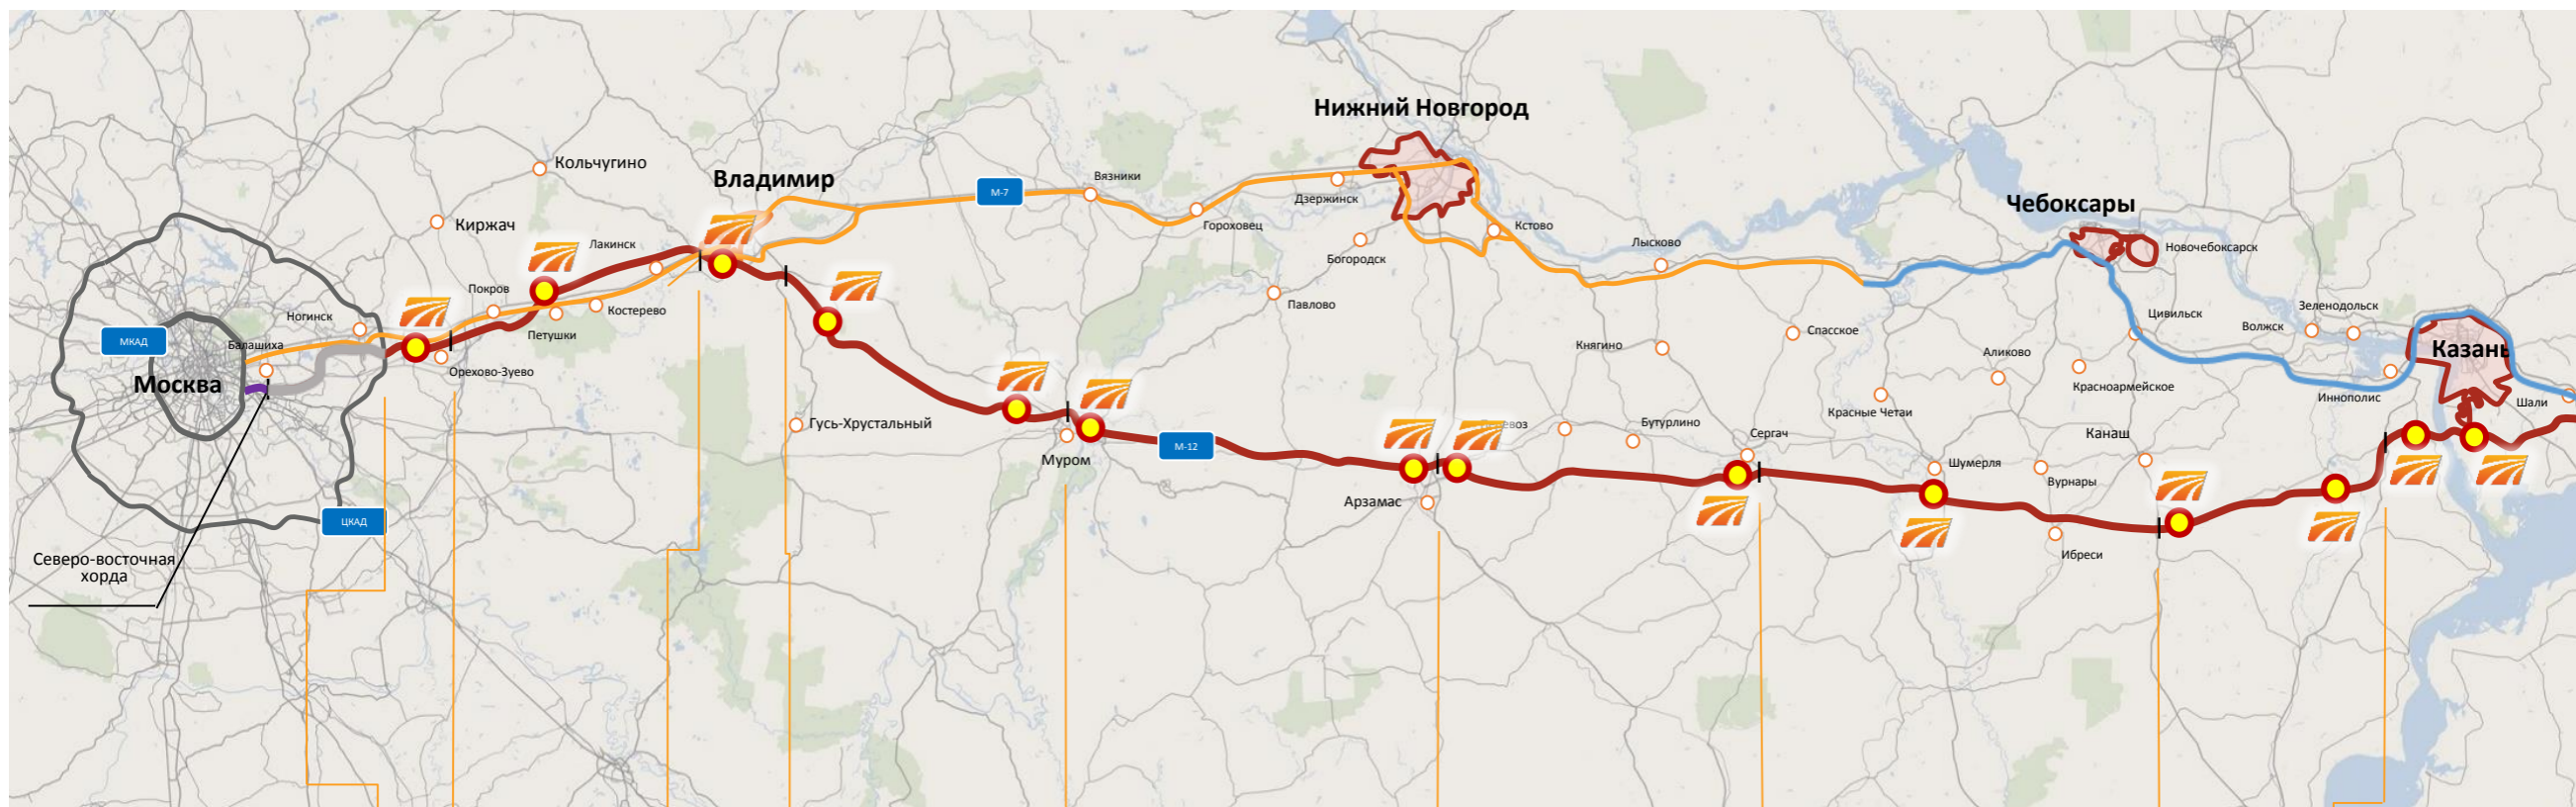 Нижний Новгород
Кольчугино
Владимир
Вязники
М-7
Дзержинск
Чебоксары
Киржач
Гороховец
Кстово
Лакинск
Лысково
Новочебоксарск
Богородск
Покров
Ногинск
Костерево
Павлово
Зеленодольск
Цивильск
Волжск
Петушки
Спасское
МКАД
Балашиха
Княгино
Аликово
Казань
Орехово-Зуево
Москва
Красноармейское
Иннополис
Шали
Красные Четаи
Гусь-Хрустальный
Бутурлино
Сергач
Канаш
М-12
Муром
Шумерля
Вурнары
Арзамас
ЦКАД
Ибреси
Северо-восточная
хорда